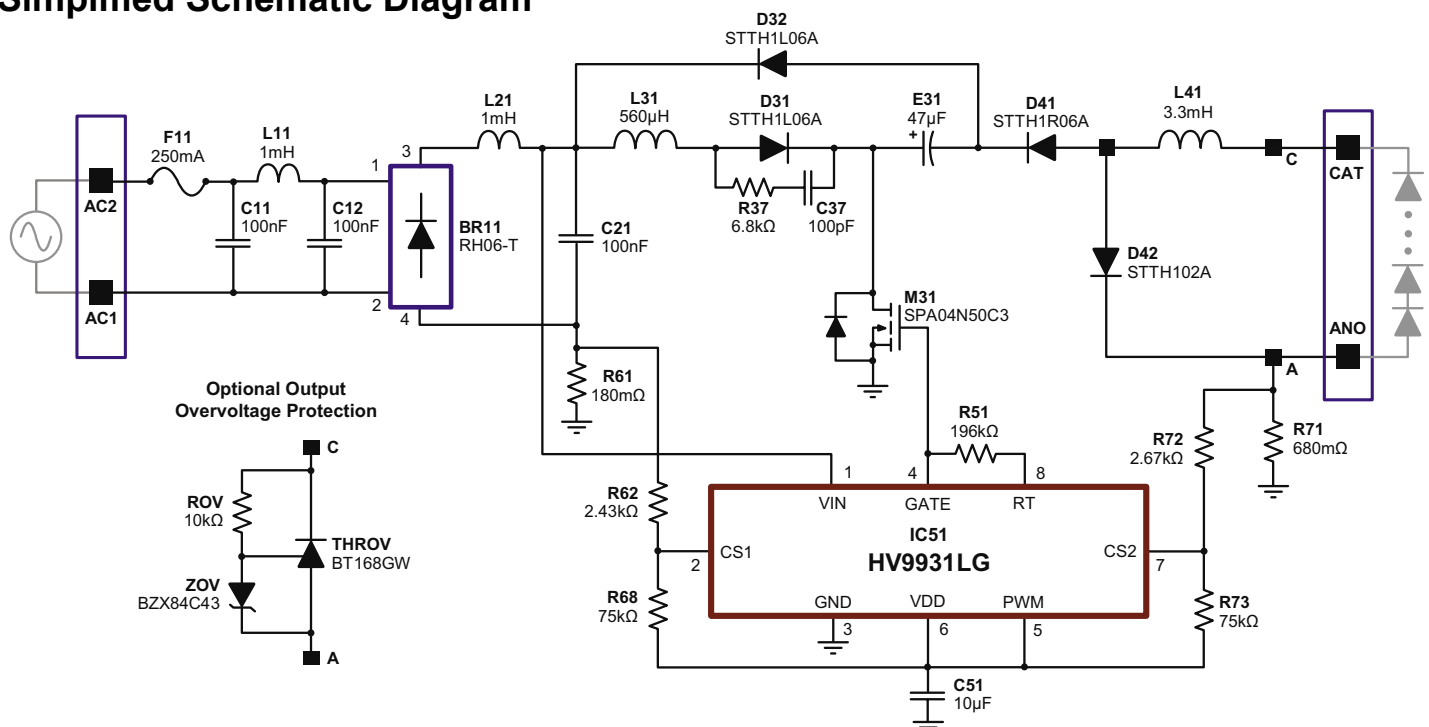 Simplified Schematic Diagram
D32
STTH1L06A
L21
1mH
L31
560µH
D31
STTH1L06A
E31
47µF
+
D41
STTH1R06A
L41
3.3mH
F11
250mA
L11
1mH
1
3
AC2
C
CAT
C11
100nF
C12
100nF
BR11
RH06-T
C21
100nF
R37
6.8kΩ
C37
100pF
D42
STTH102A
AC1
2
4
M31
SPA04N50C3
ANO
A
Optional Output
Overvoltage Protection
R61
180mΩ
R51
196kΩ
R72
2.67kΩ
R71
680mΩ
C
ROV
10kΩ
THROV
BT168GW
ZOV
BZX84C43
A
R62
2.43kΩ
1
4
8
VIN
GATE
RT
IC51
HV9931LG
CS1
2
CS2
7
R68
75kΩ
GND
VDD
PWM
3
6
5
R73
75kΩ
C51
10µF